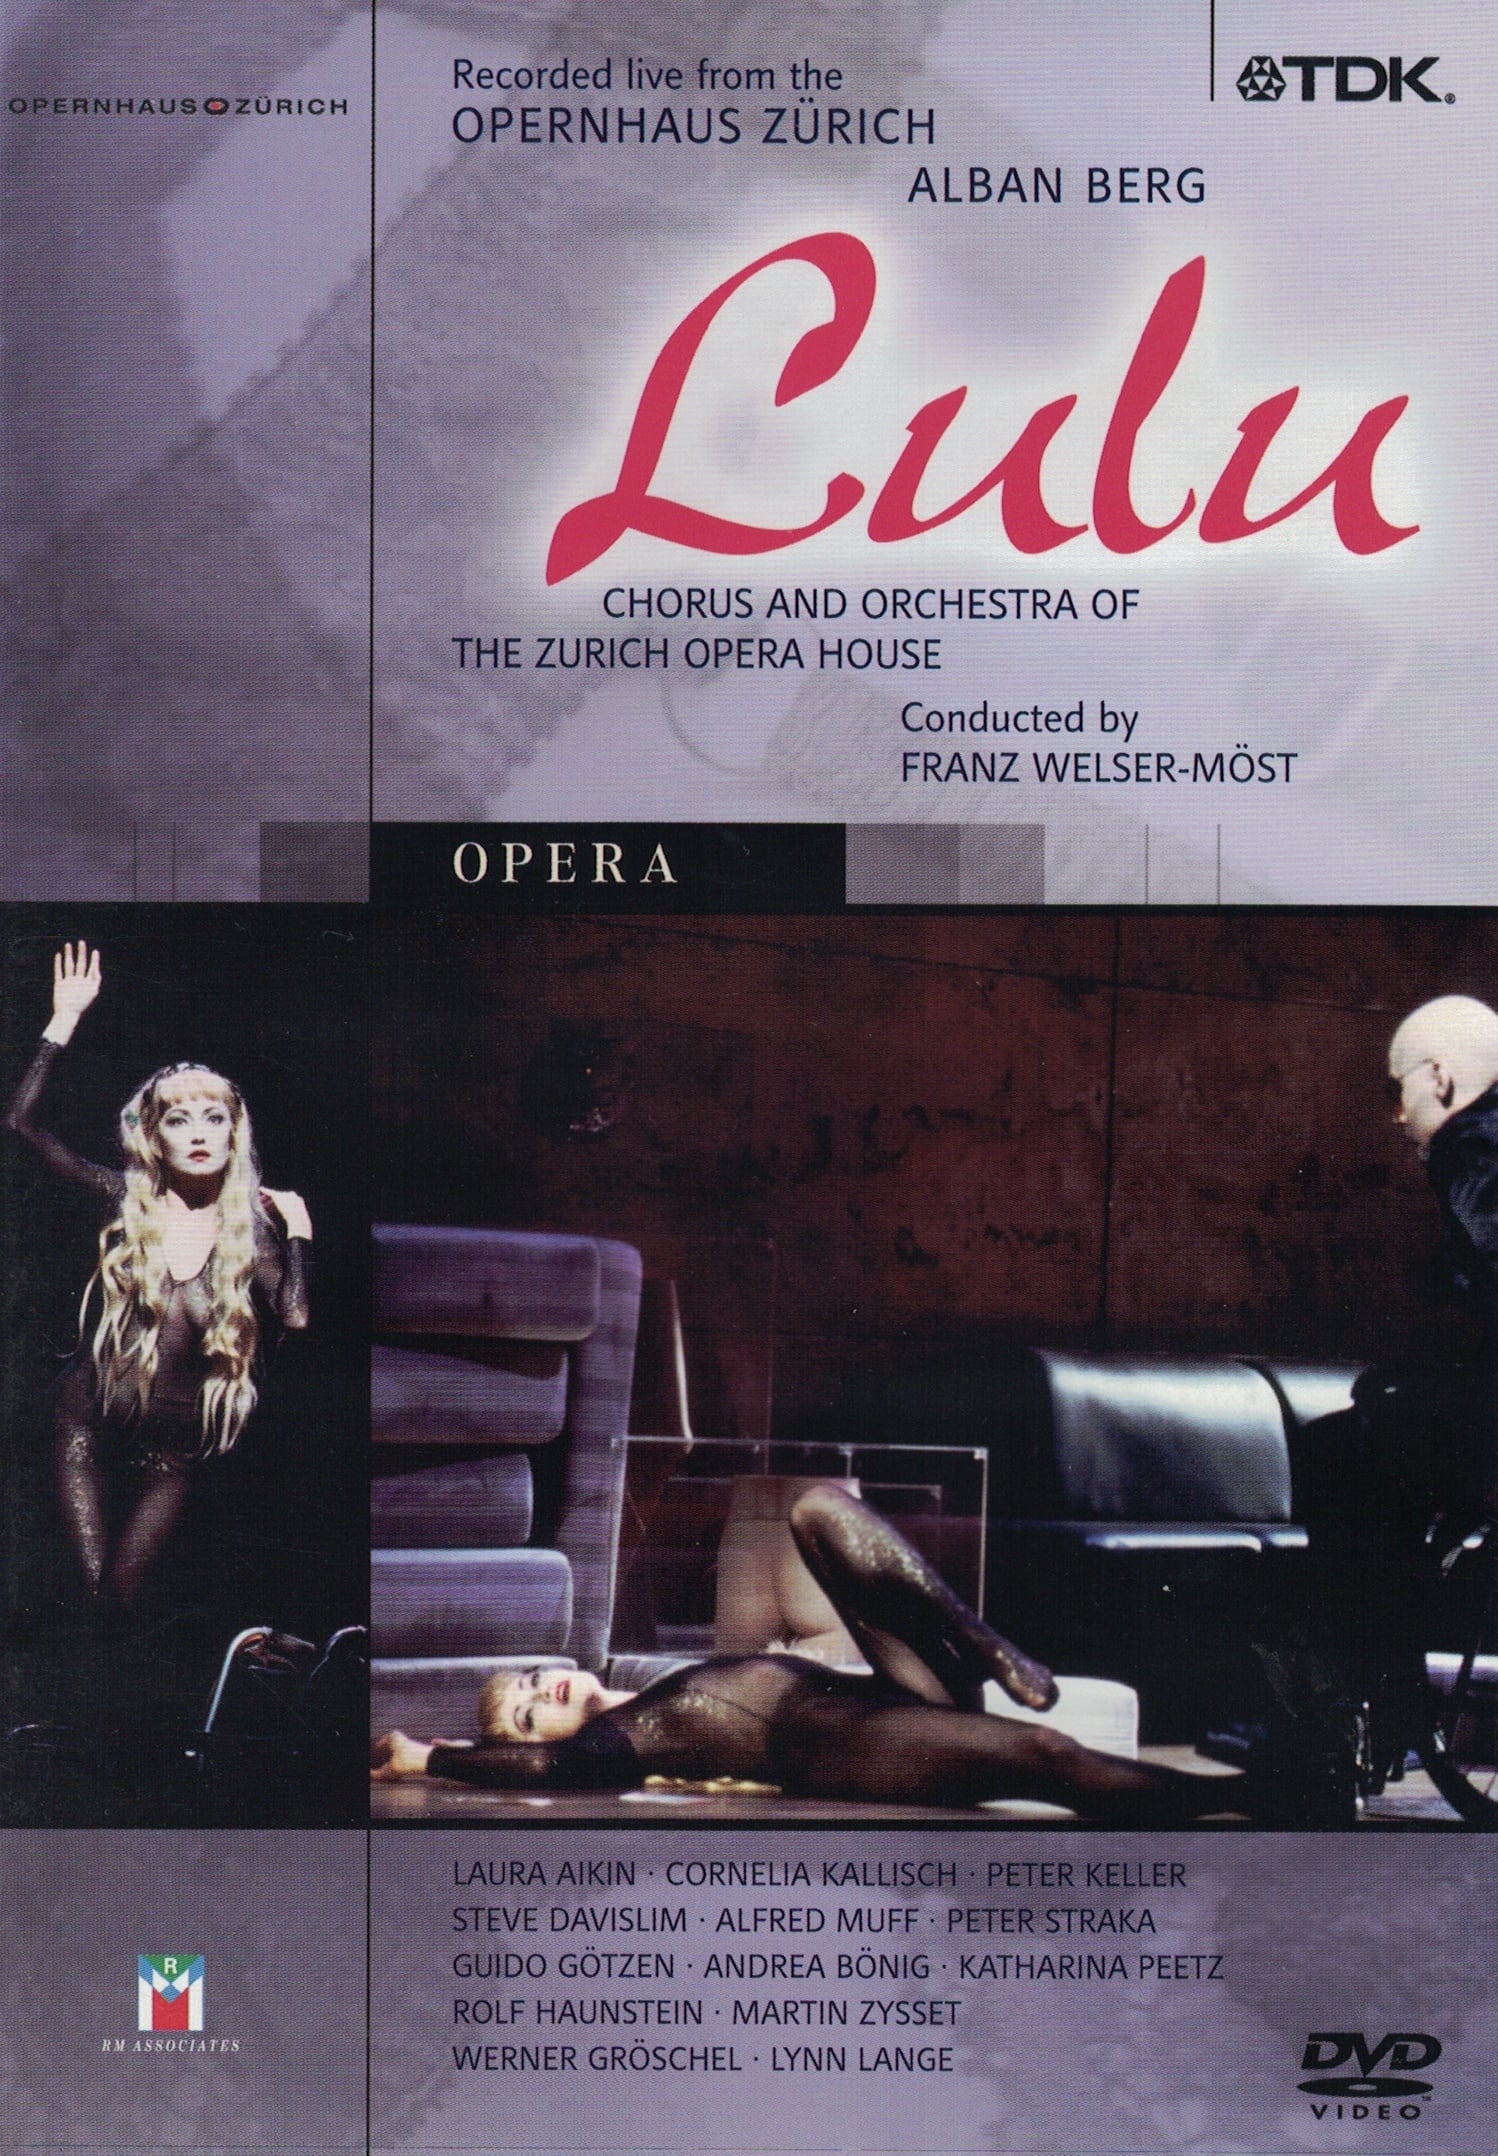 OPERNHAUS ZÜRICH
Recorded live from the
OPERNHAUS ZÜRICH
TDK®
ALBAN BERG
Lulu
CHORUS AND ORCHESTRA OF
THE ZURICH OPERA HOUSE
Conducted by
FRANZ WELSER-MÖST
OPERA
LAURA AIKIN · CORNELIA KALLISCH · PETER KELLER
STEVE DAVISLIM · ALFRED MUFF · PETER STRAKA
GUIDO GÖTZEN · ANDREA BÖNIG · KATHARINA PEETZ
ROLF HAUNSTEIN · MARTIN ZYSSET
WERNER GRÖSCHEL · LYNN LANGE
R
M
RM ASSOCIATES
DVD
VIDEO™